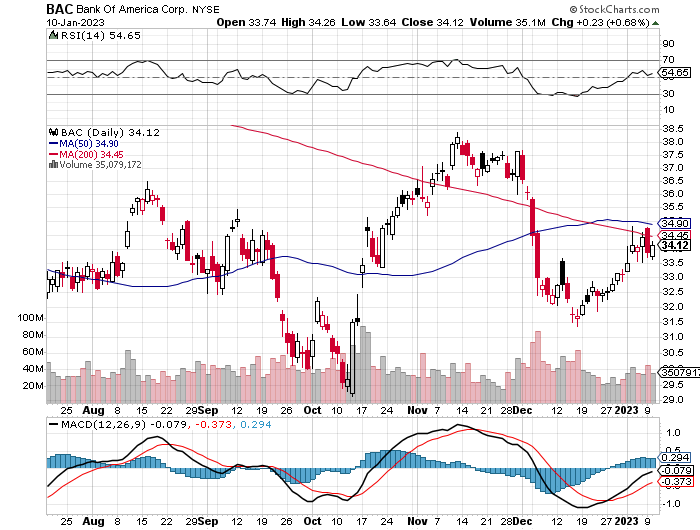 BAC Bank Of America Corp. NYSE © StockCharts.com
10-Jan-2023 Open 33.74 High 34.26 Low 33.64 Close 34.12 Volume 35.1M Chg +0.23 (+0.68%)
RSI(14) 54.65
90
70
54.65
50
30
10
BAC (Daily) 34.12
MA(50) 34.90
MA(200) 34.45
Volume 35,079,172
38.5
38.0
37.5
37.0
36.5
36.0
35.5
34.90
34.45
34.12
33.5
33.0
32.5
32.0
31.5
31.0
30.5
30.0
29.5
29.0
100M
80M
60M
40M
20M
3507917
25 Aug 8 15 22 Sep 12 19 26 Oct 10 17 24 Nov 7 14 21 28 Dec 12 19 27 2023 9
MACD(12,26,9) -0.079, -0.373, 0.294
1.0
0.5
0.294
-0.079
-0.373
-1.0
25 Aug 8 15 22 Sep 12 19 26 Oct 10 17 24 Nov 7 14 21 28 Dec 12 19 27 2023 9